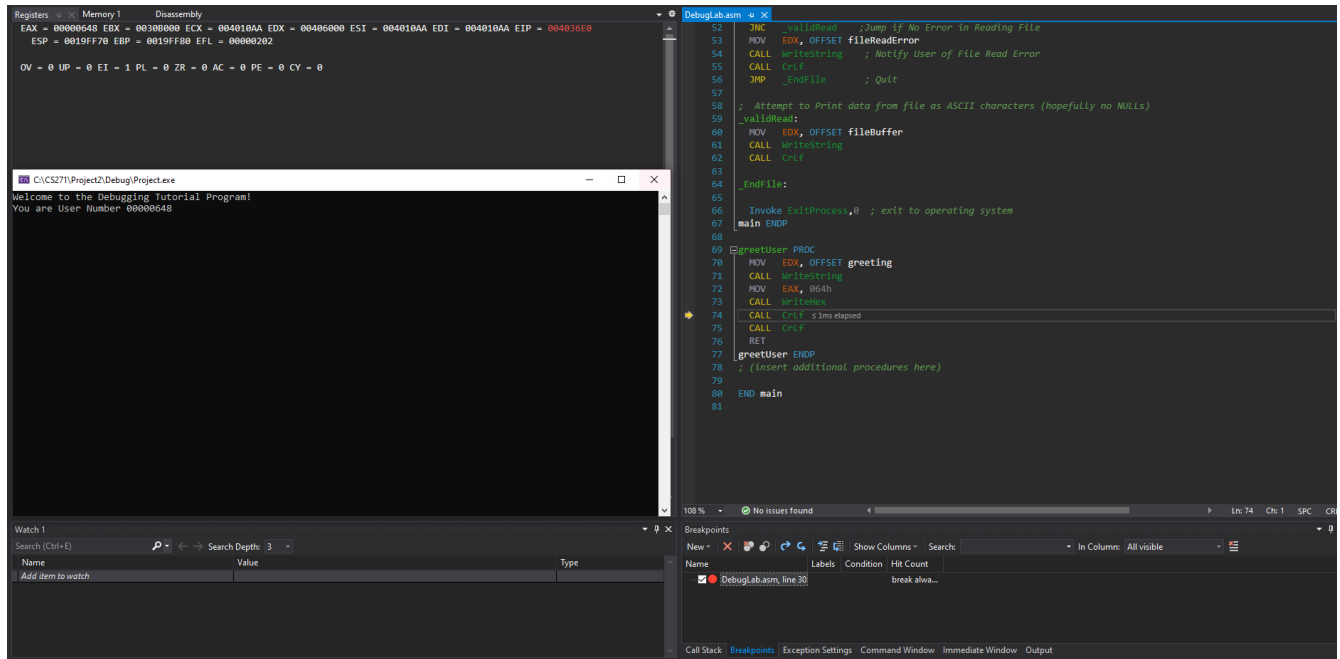 Registers Memory 1 Disassembly
EAX = 00000648 EBX = 0030B000 ECX = 004010AA EDX = 00406000 ESI = 004010AA EDI = 004010AA EIP = 004036E0
ESP = 0019FF70 EBP = 0019FF80 EFL = 00000202
OV = 0 UP = 0 EI = 1 PL = 0 ZR = 0 AC = 0 PE = 0 CY = 0
C:\CS271\Project2\Debug\Project.exe
Welcome to the Debugging Tutorial Program!
You are User Number 00000648
Watch 1
Search (Ctrl+E) Search Depth: 3
Name Value Type
Add item to watch
DebugLab.asm
52 JNC _validRead ;Jump if No Error in Reading File
53 MOV EDX, OFFSET fileReadError
54 CALL WriteString ; Notify User of File Read Error
55 CALL CrLf
56 JMP _EndFile ; Quit
57
58 ; Attempt to Print data from file as ASCII characters (hopefully no NULLs)
59 _validRead:
60 MOV EDX, OFFSET fileBuffer
61 CALL WriteString
62 CALL CrLf
63
64 _EndFile:
65
66 Invoke ExitProcess,0 ; exit to operating system
67 main ENDP
68
69 greetUser PROC
70 MOV EDX, OFFSET greeting
71 CALL WriteString
72 MOV EAX, 064h
73 CALL WriteHex
74 CALL CrLf ≤ 1ms elapsed
75 CALL CrLf
76 RET
77 greetUser ENDP
78 ; (insert additional procedures here)
79
80 END main
81
108 % No issues found Ln: 74 Ch: 1 SPC CRL
Breakpoints
New Show Columns Search: In Column: All visible
Name Labels Condition Hit Count
DebugLab.asm, line 30 break alwa...
Call Stack Breakpoints Exception Settings Command Window Immediate Window Output